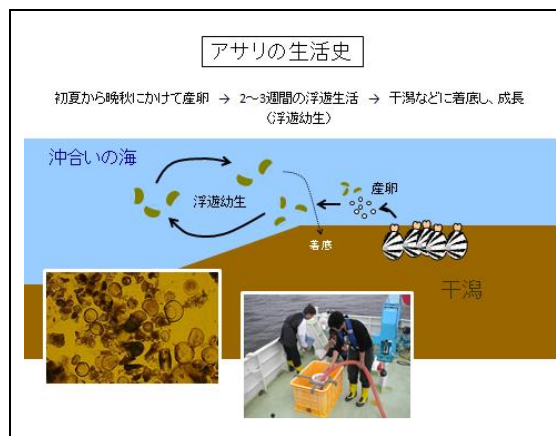 アサリの生活史
初夏から晩秋にかけて産卵 → 2~3週間の浮遊生活 → 干潟などに着底し、成長
(浮遊幼生)
沖合いの海
産卵
浮遊幼生
着底
干潟